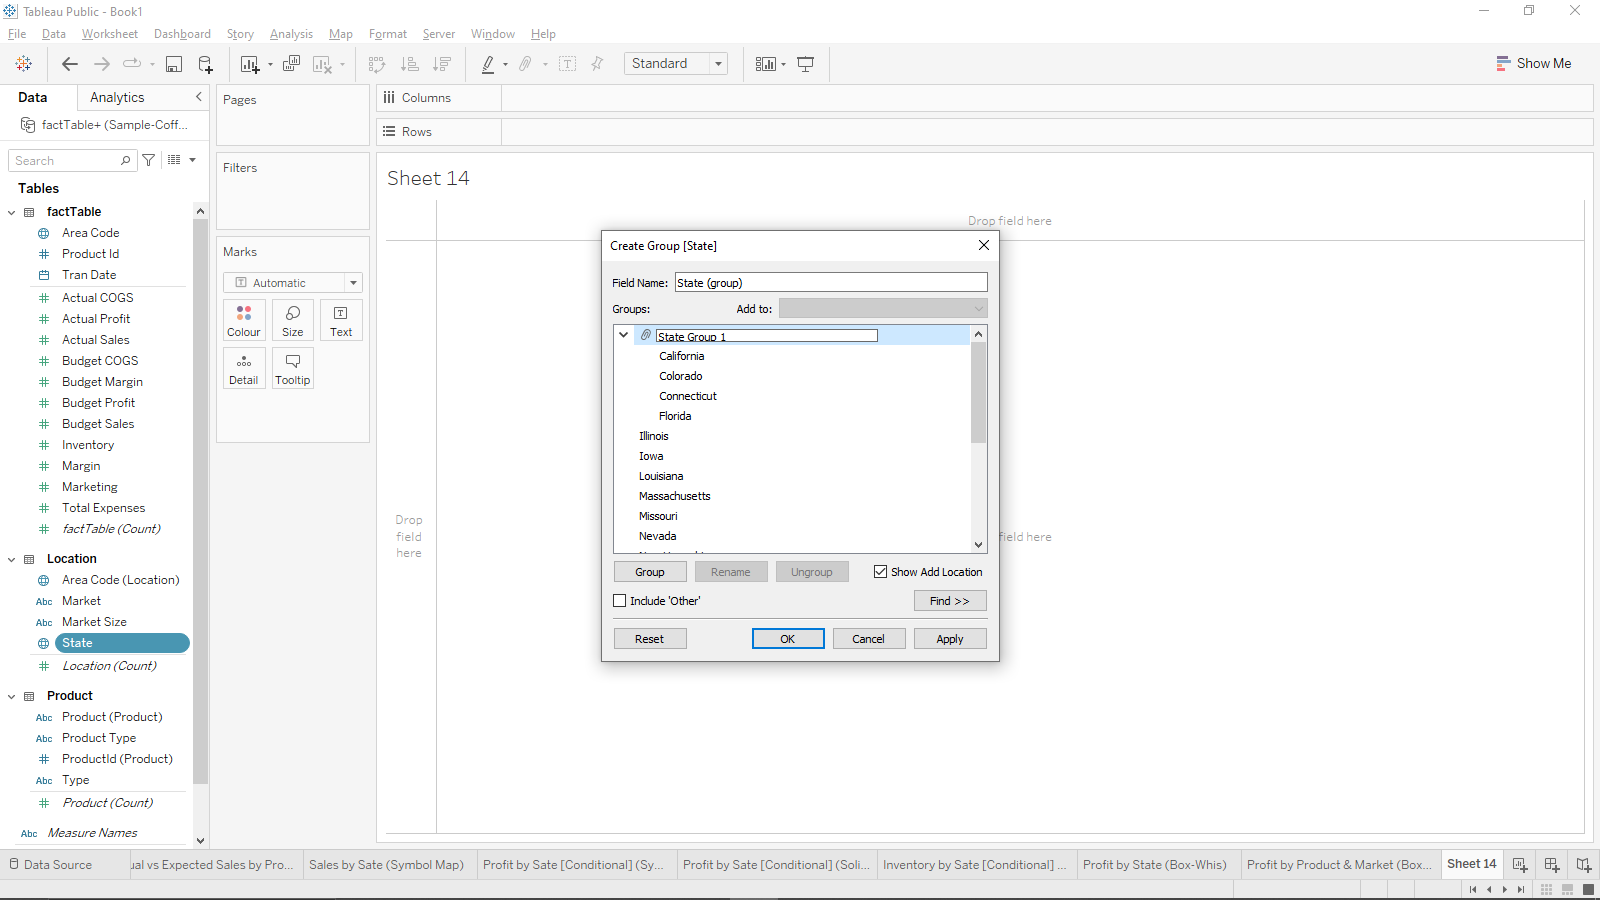 Tableau Public - Book1
File Data Worksheet Dashboard Story Analysis Map Format Server Window Help
Standard
Show Me
Data Analytics
factTable+ (Sample-Coff...
Search
Tables
factTable
Area Code
Product Id
Tran Date
Actual COGS
Actual Profit
Actual Sales
Budget COGS
Budget Margin
Budget Profit
Budget Sales
Inventory
Margin
Marketing
Total Expenses
factTable (Count)
Location
Area Code (Location)
Abc Market
Abc Market Size
State
Location (Count)
Product
Abc Product (Product)
Abc Product Type
ProductId (Product)
Abc Type
Product (Count)
Abc Measure Names
Pages
Filters
Marks
Automatic
Colour Size Text
Detail Tooltip
Columns
Rows
Sheet 14
Drop field here
Drop
field
here
field here
Create Group [State]
Field Name: State (group)
Groups: Add to:
State Group 1
California
Colorado
Connecticut
Florida
Illinois
Iowa
Louisiana
Massachusetts
Missouri
Nevada
Group Rename Ungroup Show Add Location
Include 'Other' Find >>
Reset OK Cancel Apply
Data Source
ual vs Expected Sales by Pro...
Sales by Sate (Symbol Map)
Profit by Sate [Conditional] (Sy...
Profit by Sate [Conditional] (Soli...
Inventory by Sate [Conditional] ...
Profit by State (Box-Whis)
Profit by Product & Market (Box...
Sheet 14